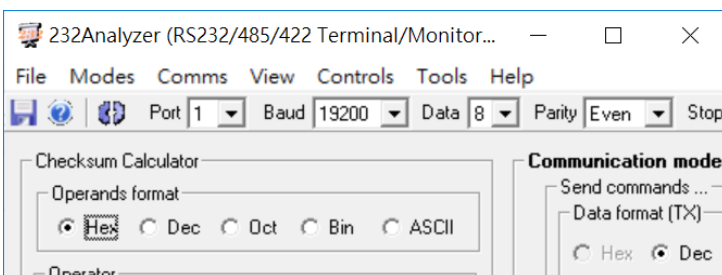 232Analyzer (RS232/485/422 Terminal/Monitor...
File Modes Comms View Controls Tools Help
Port 1 Baud 19200 Data 8 Parity Even Stop
Checksum Calculator
Operands format
Hex Dec Oct Bin ASCII
Operator
Communication mode
Send commands ...
Data format (TX)
Hex Dec